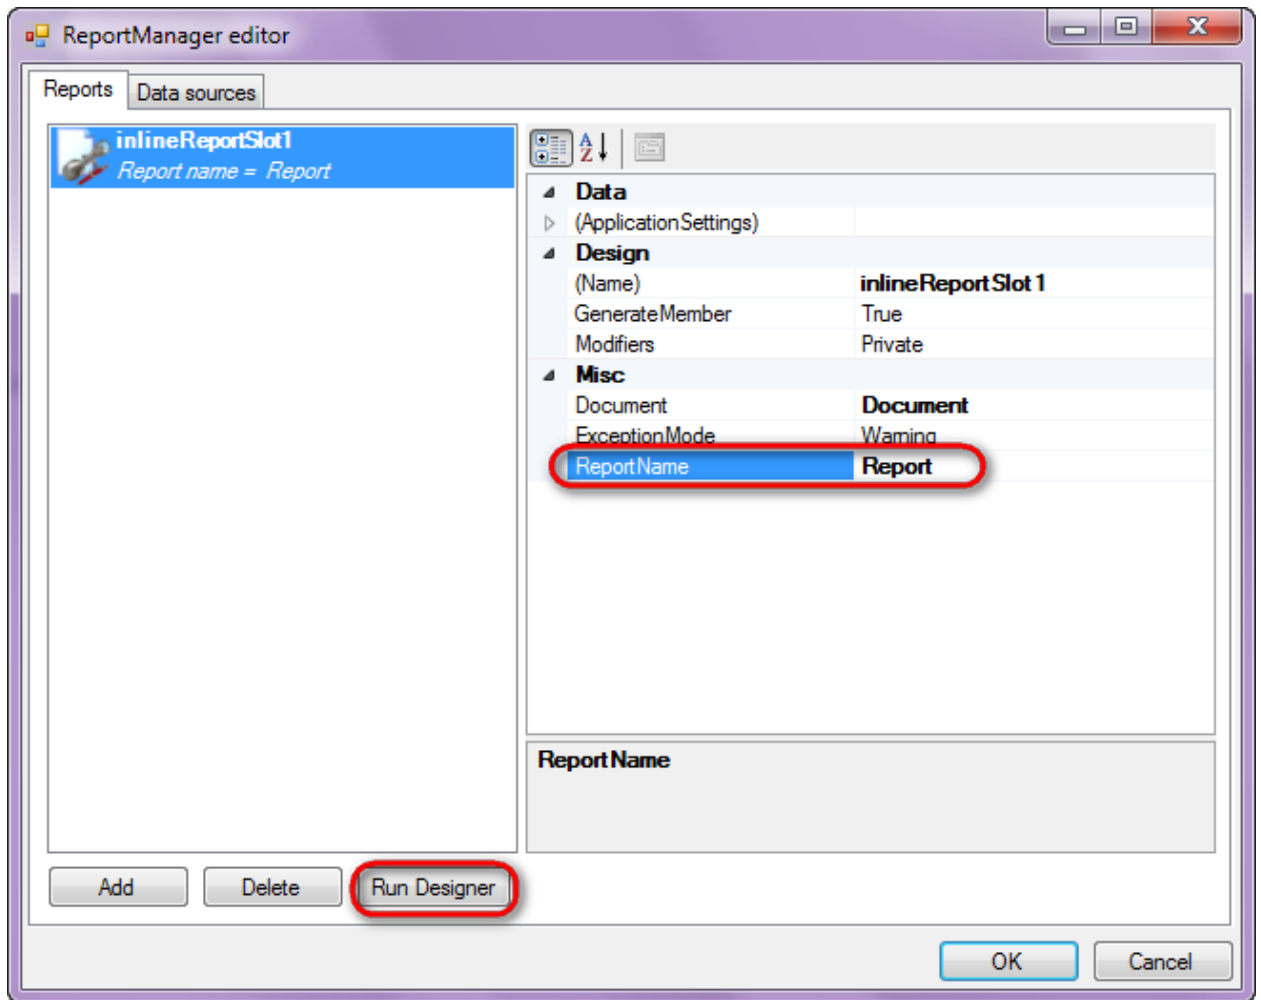 ReportManager editor
Reports
Data sources
inlineReportSlot1
Report name = Report
Data
(ApplicationSettings)
Design
(Name) inlineReportSlot1
GenerateMember True
Modifiers Private
Misc
Document Document
ExceptionMode Warning
ReportName Report
ReportName
Add
Delete
Run Designer
OK
Cancel